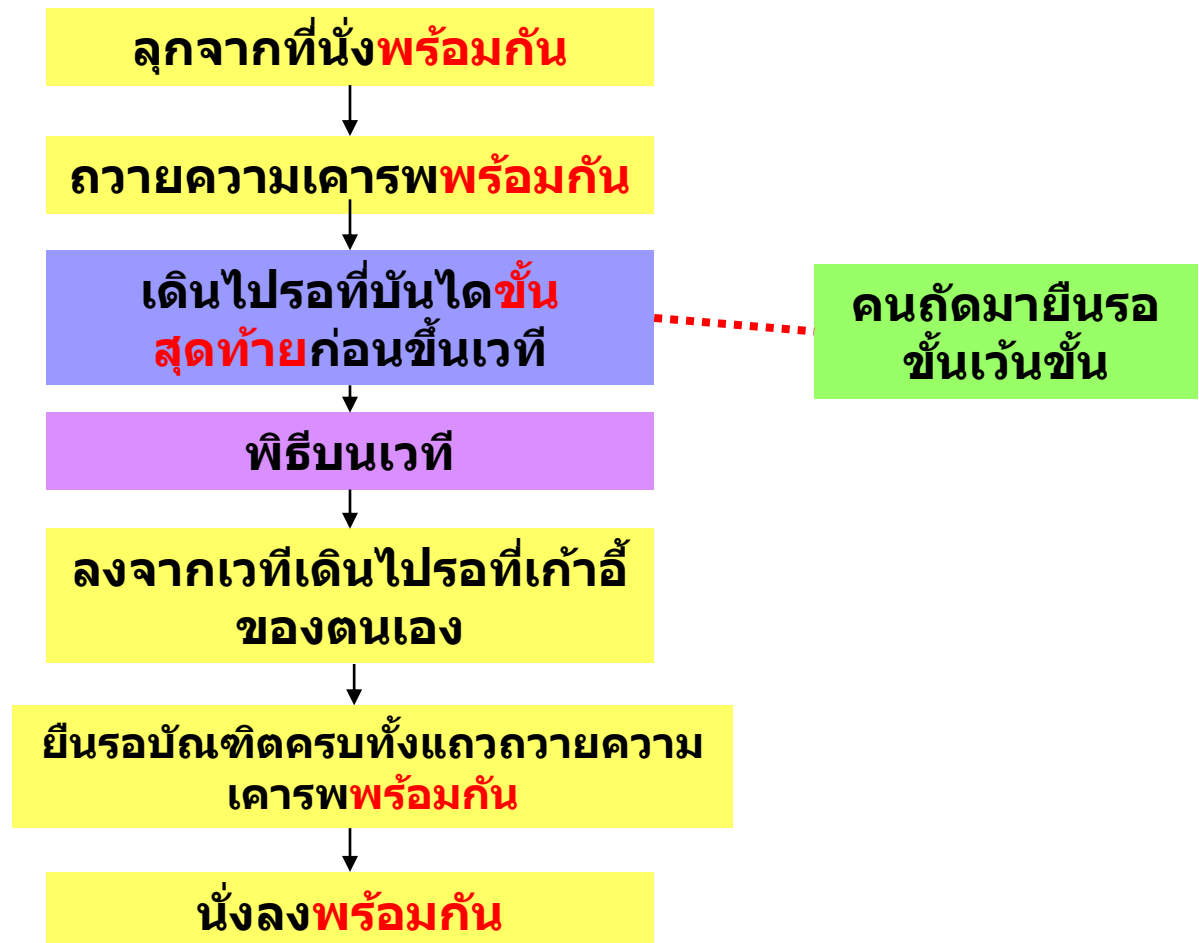 ลุกจากที่นั่งพร้อมกัน
ถวายความเคารพพร้อมกัน
เดินไปรอที่บันไดขั้น
สุดท้ายก่อนขึ้นเวที
คนถัดมายืนรอ
ขั้นเว้นขั้น
พิธีบนเวที
ลงจากเวทีเดินไปรอที่เก้าอี้
ของตนเอง
ยืนรอบัณฑิตครบทั้งแถวถวายความ
เคารพพร้อมกัน
นั่งลงพร้อมกัน